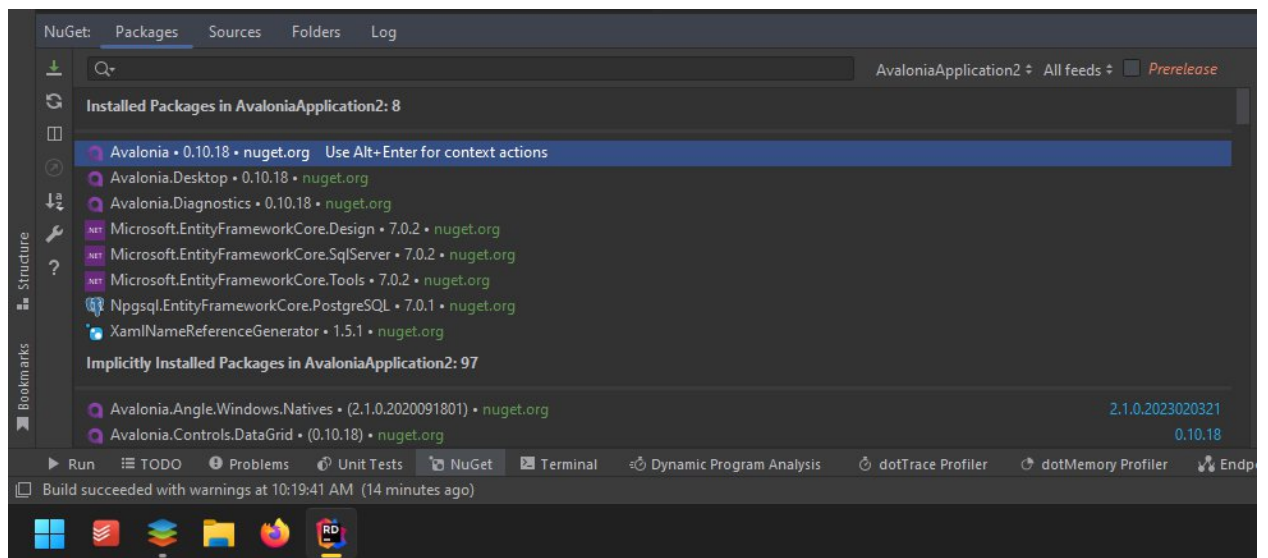 NuGet: Packages Sources Folders Log
AvaloniaApplication2 All feeds Prerelease
Installed Packages in AvaloniaApplication2: 8
Avalonia • 0.10.18 • nuget.org Use Alt+Enter for context actions
Avalonia.Desktop • 0.10.18 • nuget.org
Avalonia.Diagnostics • 0.10.18 • nuget.org
.NET Microsoft.EntityFrameworkCore.Design • 7.0.2 • nuget.org
.NET Microsoft.EntityFrameworkCore.SqlServer • 7.0.2 • nuget.org
.NET Microsoft.EntityFrameworkCore.Tools • 7.0.2 • nuget.org
Npgsql.EntityFrameworkCore.PostgreSQL • 7.0.1 • nuget.org
XamlNameReferenceGenerator • 1.5.1 • nuget.org
Implicitly Installed Packages in AvaloniaApplication2: 97
Avalonia.Angle.Windows.Natives • (2.1.0.2020091801) • nuget.org 2.1.0.2023020321
Avalonia.Controls.DataGrid • (0.10.18) • nuget.org 0.10.18
Structure
Bookmarks
Run TODO Problems Unit Tests NuGet Terminal Dynamic Program Analysis dotTrace Profiler dotMemory Profiler Endp
Build succeeded with warnings at 10:19:41 AM (14 minutes ago)
RD